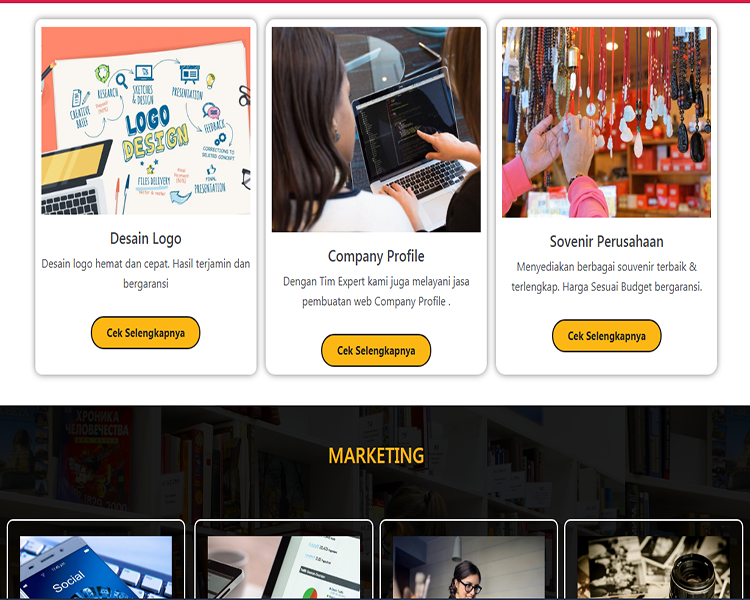 RESEARCH
SKETCHES
& DESIGN
PRESENTATION
CREATIVE
BRIEF
LOGO
DESIGN
FEEDBACK
CORRECTIONS TO
SELECTED CONCEPT
FILES DELIVERY
FINAL
PRESENTATION
Desain Logo
Desain logo hemat dan cepat. Hasil terjamin dan
bergaransi
Cek Selengkapnya
Company Profile
Dengan Tim Expert kami juga melayani jasa
pembuatan web Company Profile .
Cek Selengkapnya
Sovenir Perusahaan
Menyediakan berbagai souvenir terbaik &
terlengkap. Harga Sesuai Budget bergaransi.
Cek Selengkapnya
ХРОНИКА
ЧЕЛОВЕЧЕСТВА
MARKETING
Social